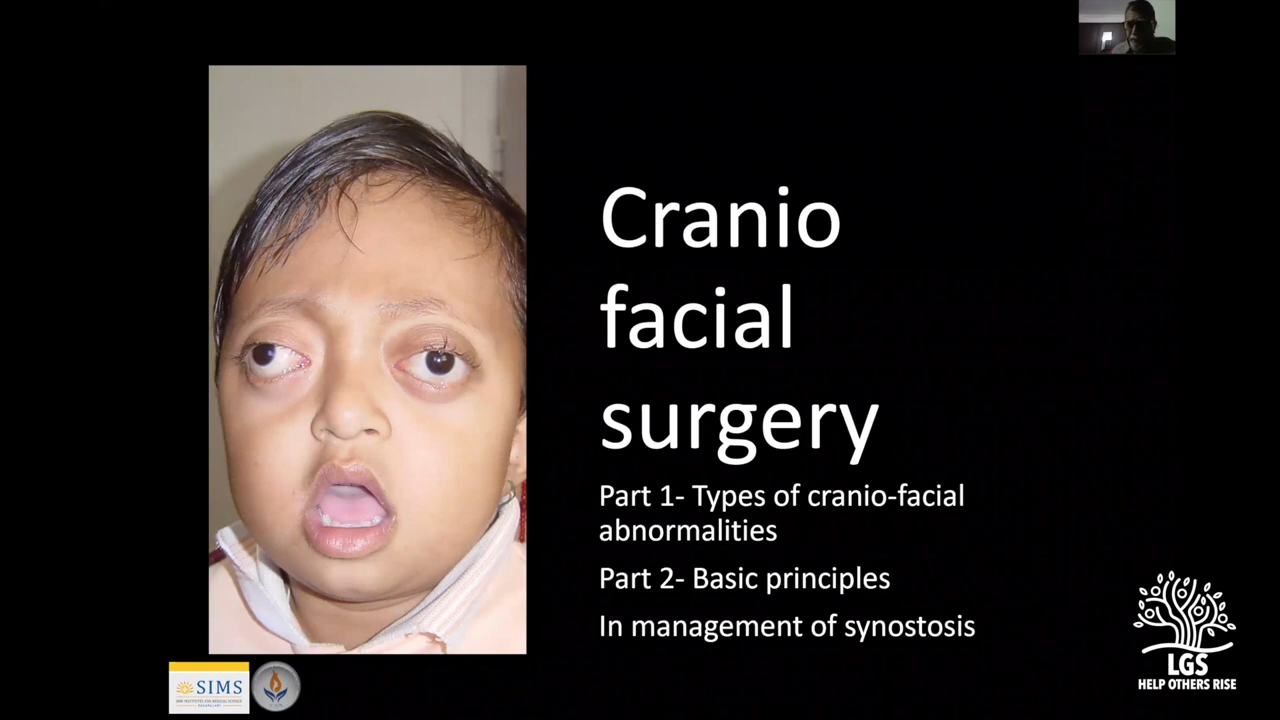 Cranio
facial
surgery
Part 1- Types of cranio-facial
abnormalities
Part 2- Basic principles
In management of synostosis
SIMS
LGS
HELP OTHERS RISE